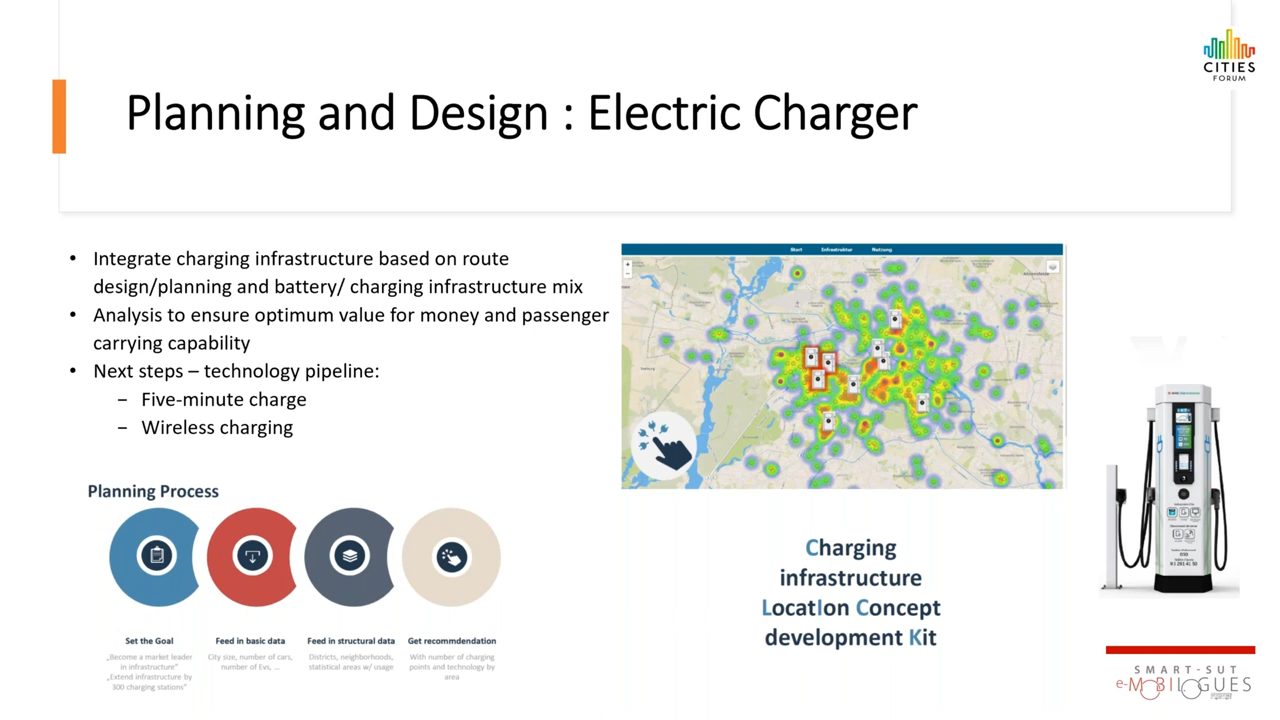 CITIES
FORUM
Planning and Design : Electric Charger
• Integrate charging infrastructure based on route
design/planning and battery/ charging infrastructure mix
• Analysis to ensure optimum value for money and passenger
carrying capability
• Next steps – technology pipeline:
– Five-minute charge
– Wireless charging
Start Infrastruktur Nutzung
Planning Process
Set the Goal
„Become a market leader
in infrastructure"
„Extend infrastructure by
300 charging stations"
Feed in basic data
City size, number of cars,
number of Evs, ...
Feed in structural data
Districts, neighborhoods,
statistical areas w/ usage
Get recommdendation
With number of charging
points and technology by
area
Charging
infrastructure
LocatIon Concept
development Kit
SMART-SUT
e-MOBILOGUES